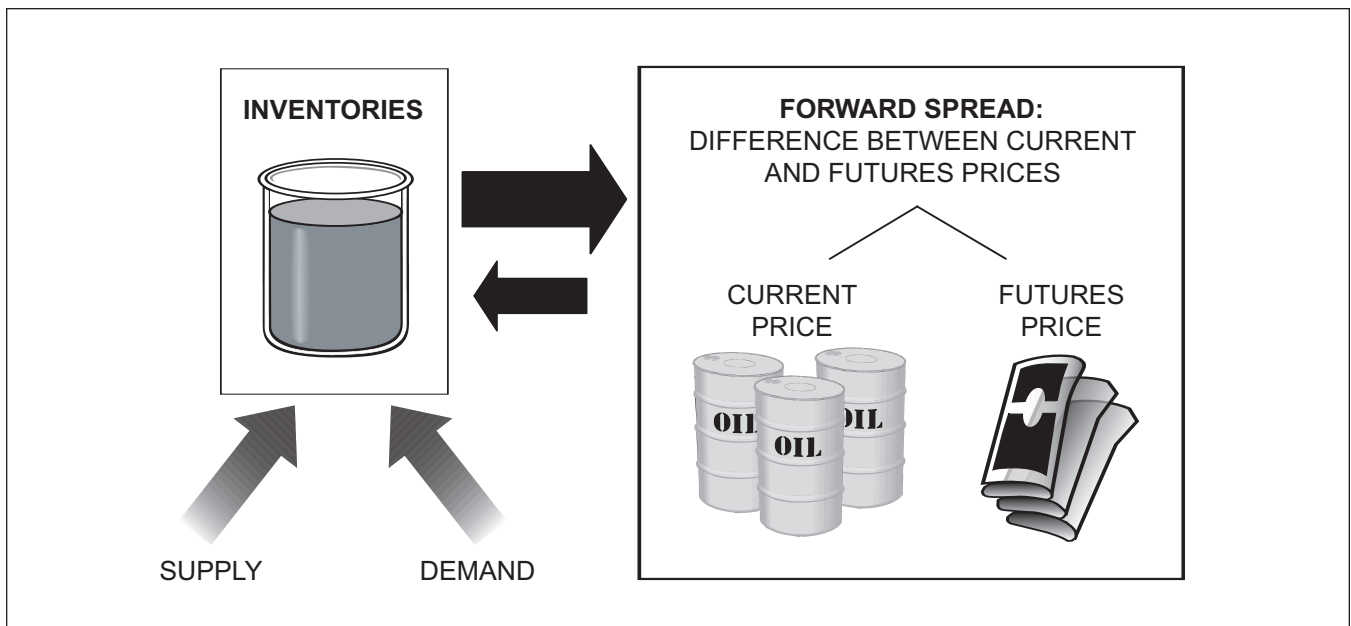 INVENTORIES
FORWARD SPREAD:
DIFFERENCE BETWEEN CURRENT
AND FUTURES PRICES
CURRENT
PRICE
FUTURES
PRICE
OIL
OIL
OIL
SUPPLY
DEMAND